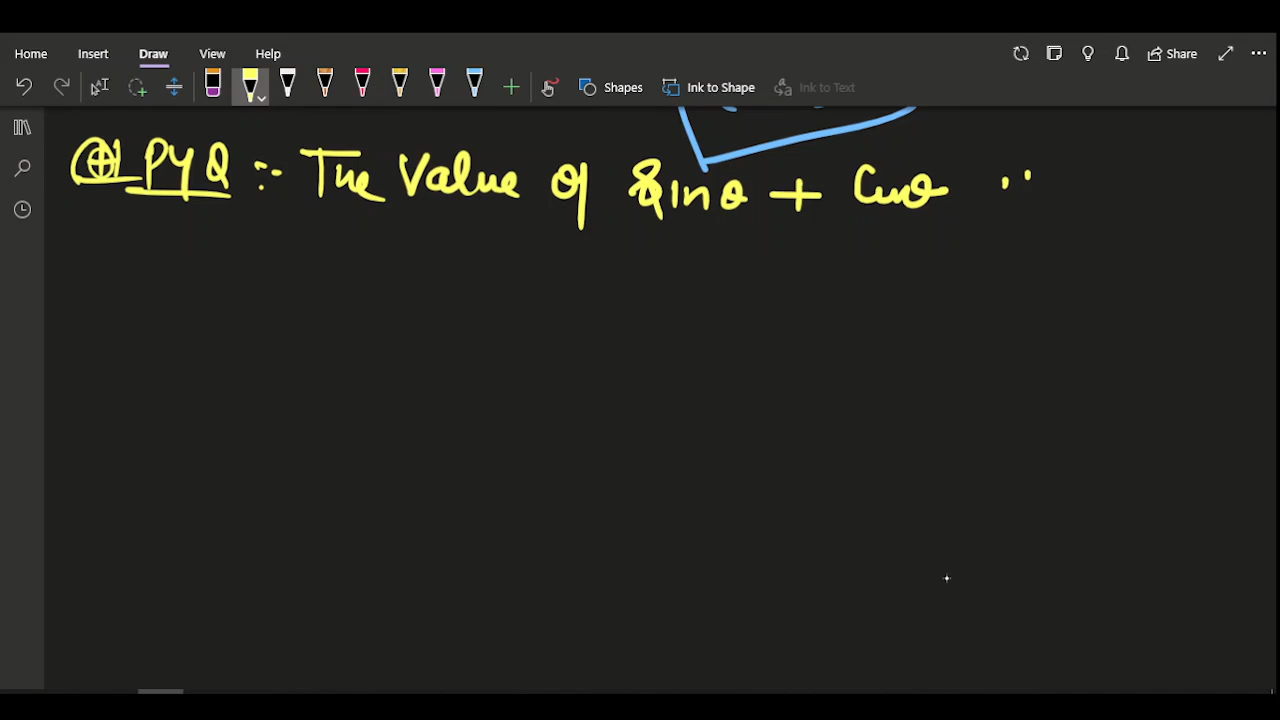 Home Insert Draw View Help Share
Shapes Ink to Shape Ink to Text
PYQ :- The Value of Sinθ + Cosθ